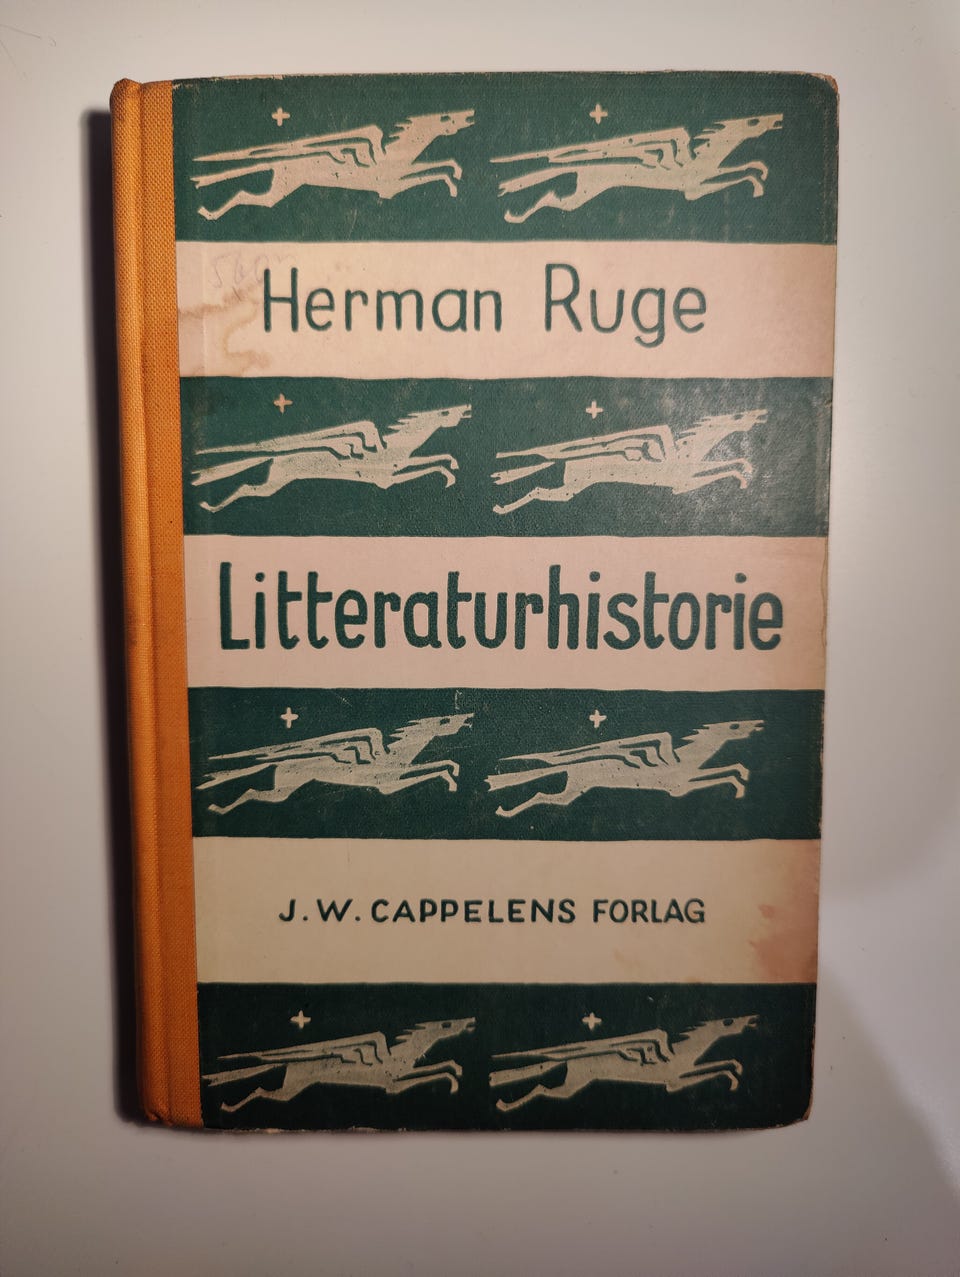 Herman Ruge
Litteraturhistorie
J. W. CAPPELENS FORLAG